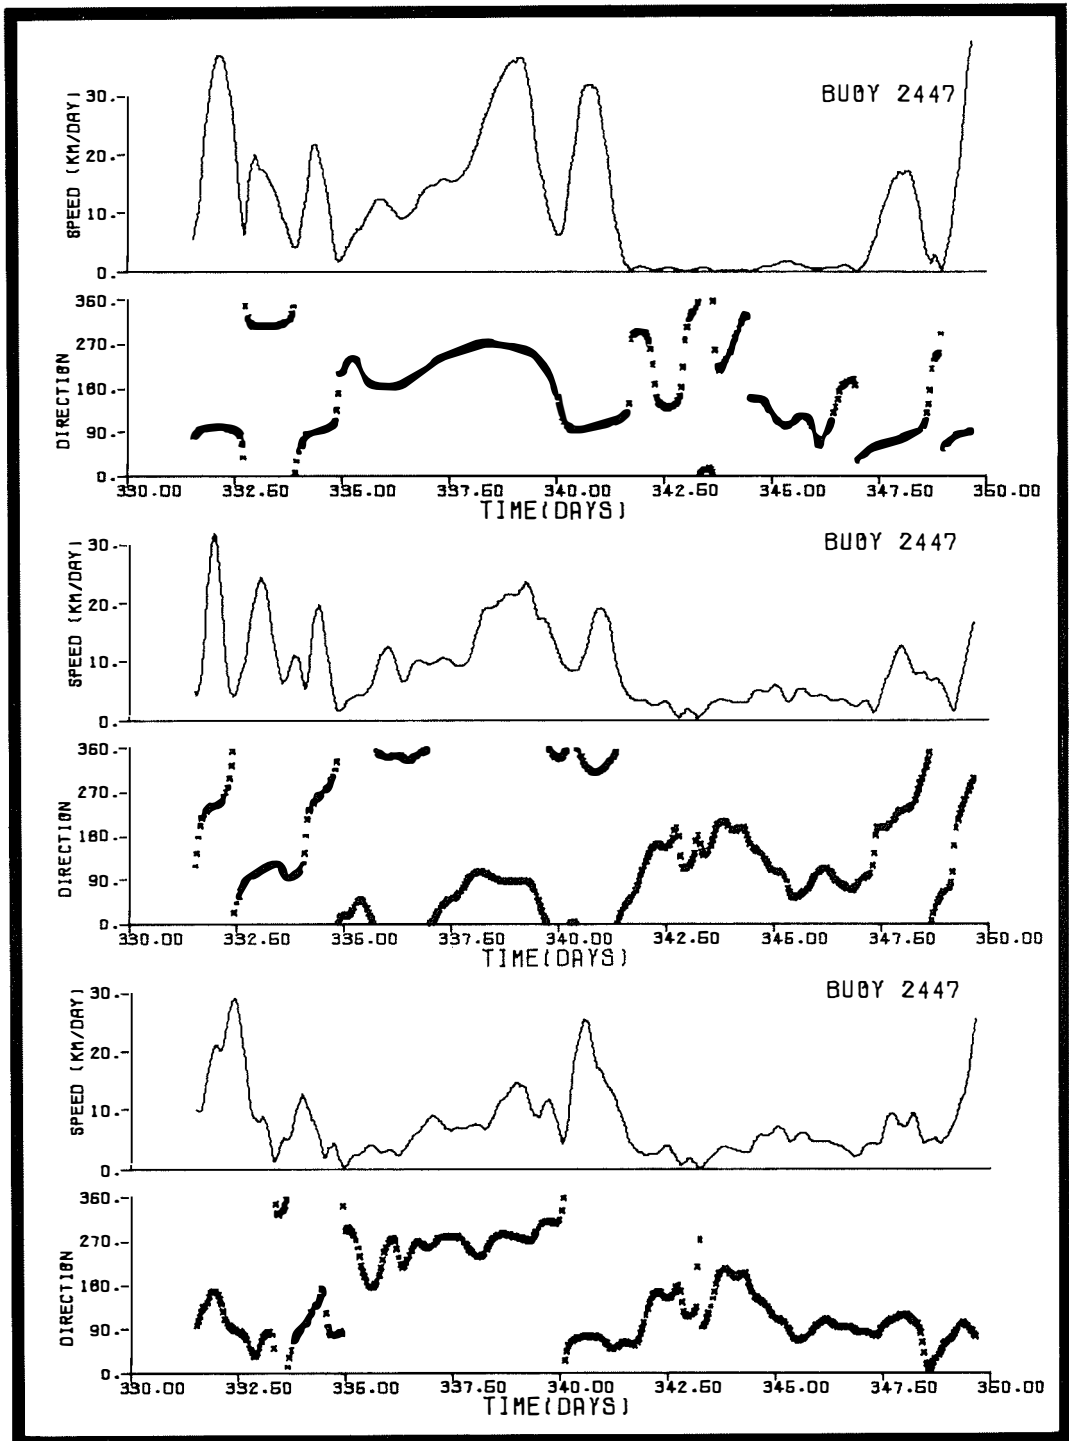 BUOY 2447
SPEED (KM/DAY)
30.
20.
10.
0.
DIRECTION
360.
270.
180.
90.
0.
330.00 332.50 335.00 337.50 340.00 342.50 345.00 347.50 350.00
TIME(DAYS)
BUOY 2447
SPEED (KM/DAY)
30.
20.
10.
0.
DIRECTION
360.
270.
180.
90.
0.
330.00 332.50 335.00 337.50 340.00 342.50 345.00 347.50 350.00
TIME(DAYS)
BUOY 2447
SPEED (KM/DAY)
30.
20.
10.
0.
DIRECTION
360.
270.
180.
90.
0.
330.00 332.50 335.00 337.50 340.00 342.50 345.00 347.50 350.00
TIME(DAYS)